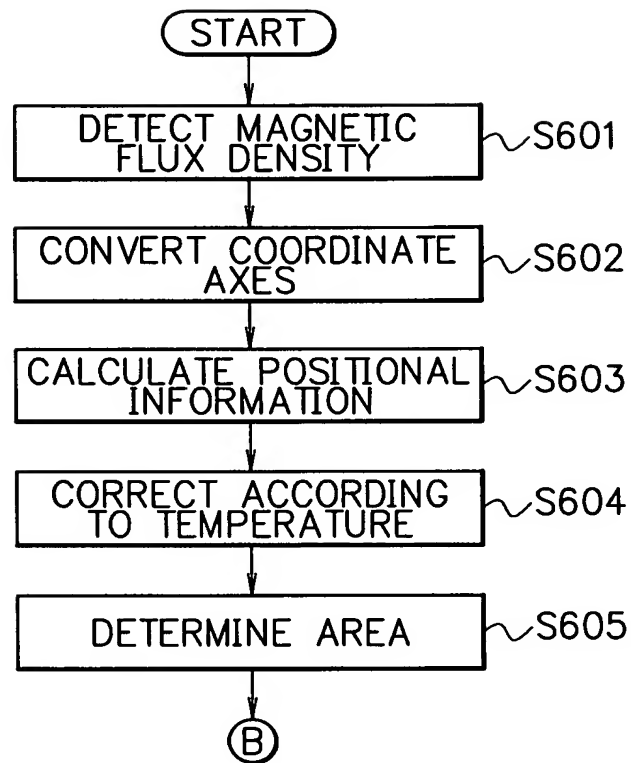 START
DETECT MAGNETIC
FLUX DENSITY
S601
CONVERT COORDINATE
AXES
S602
CALCULATE POSITIONAL
INFORMATION
S603
CORRECT ACCORDING
TO TEMPERATURE
S604
DETERMINE AREA
S605
B